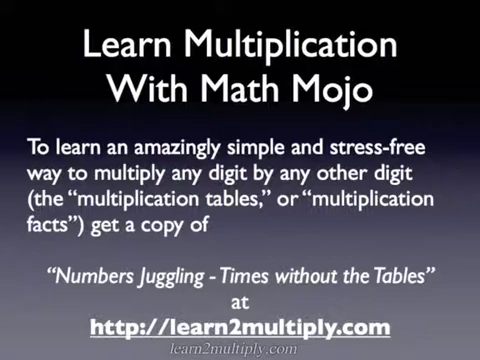 Learn Multiplication
With Math Mojo
To learn an amazingly simple and stress-free
way to multiply any digit by any other digit
(the “multiplication tables,” or “multiplication
facts”) get a copy of
“Numbers Juggling - Times without the Tables”
at
http://learn2multiply.com
learn2multiply.com